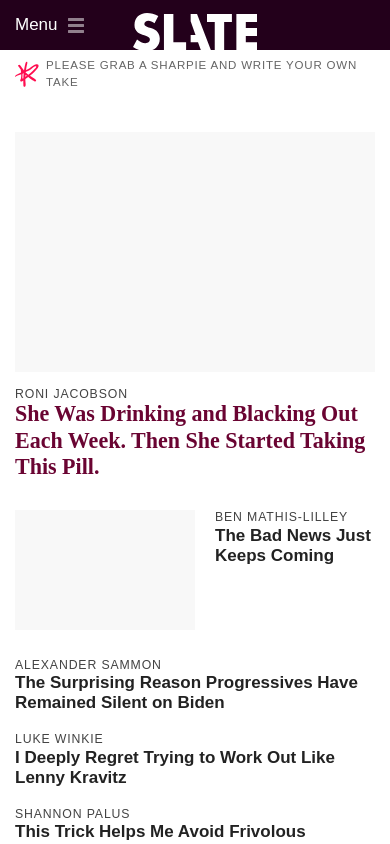 Menu
SLATE
PLEASE GRAB A SHARPIE AND WRITE YOUR OWN
TAKE
RONI JACOBSON
She Was Drinking and Blacking Out
Each Week. Then She Started Taking
This Pill.
BEN MATHIS-LILLEY
The Bad News Just
Keeps Coming
ALEXANDER SAMMON
The Surprising Reason Progressives Have
Remained Silent on Biden
LUKE WINKIE
I Deeply Regret Trying to Work Out Like
Lenny Kravitz
SHANNON PALUS
This Trick Helps Me Avoid Frivolous